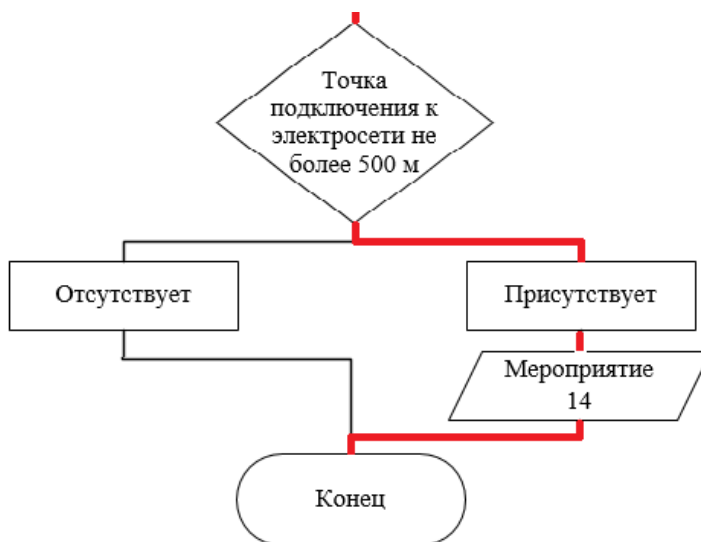 Точка
подключения к
электросети не
более 500 м
Отсутствует
Присутствует
Мероприятие
14
Конец